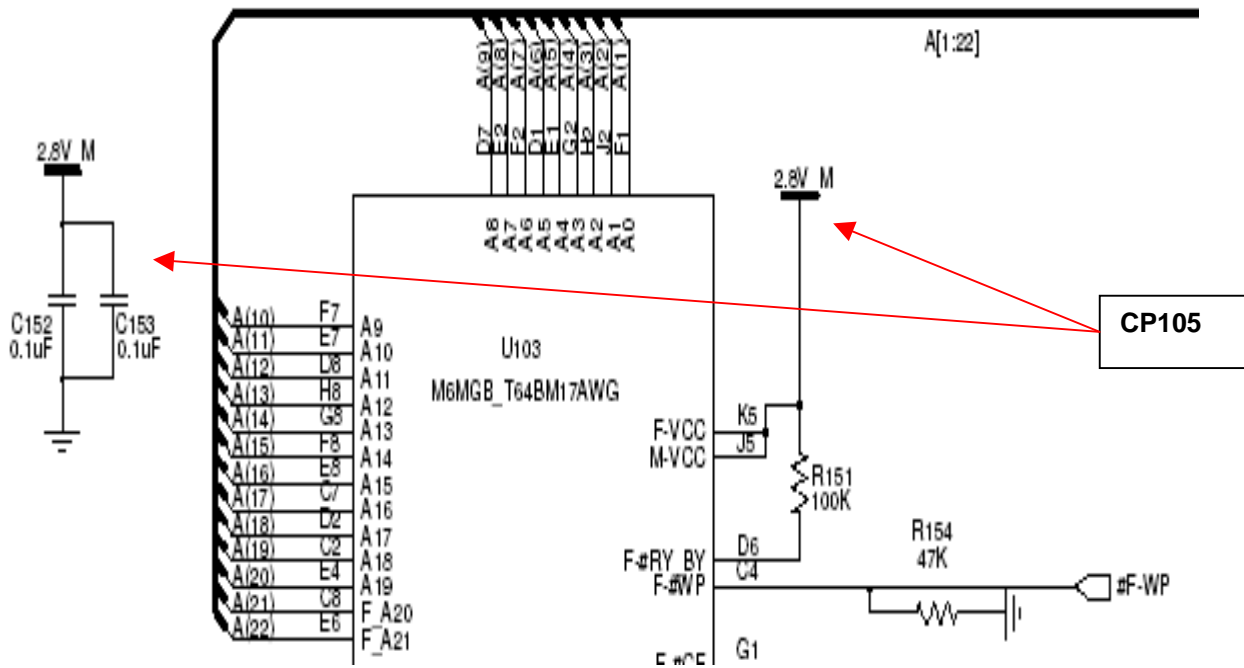 A[1:22]
A(9) A(8) A(7) A(6) A(5) A(4) A(3) A(2) A(1)
D7 E2 F2 D1 E1 G2 H2 J2 F1
A8 A7 A6 A5 A4 A3 A2 A1 A0
2.8V_M
2.8V_M
C152
0.1uF
C153
0.1uF
CP105
U103
M6MGB_T64BM17AWG
A(10) F7 A9
A(11) E7 A10
A(12) D8 A11
A(13) H8 A12
A(14) G8 A13
A(15) F8 A14
A(16) E8 A15
A(17) C7 A16
A(18) D2 A17
A(19) C2 A18
A(20) E4 A19
A(21) C8 F_A20
A(22) E6 F_A21
F-VCC K5
M-VCC J5
R151
100K
R154
47K
F-#RY_BY D6
F-#WP C4
#F-WP
F-#CE G1